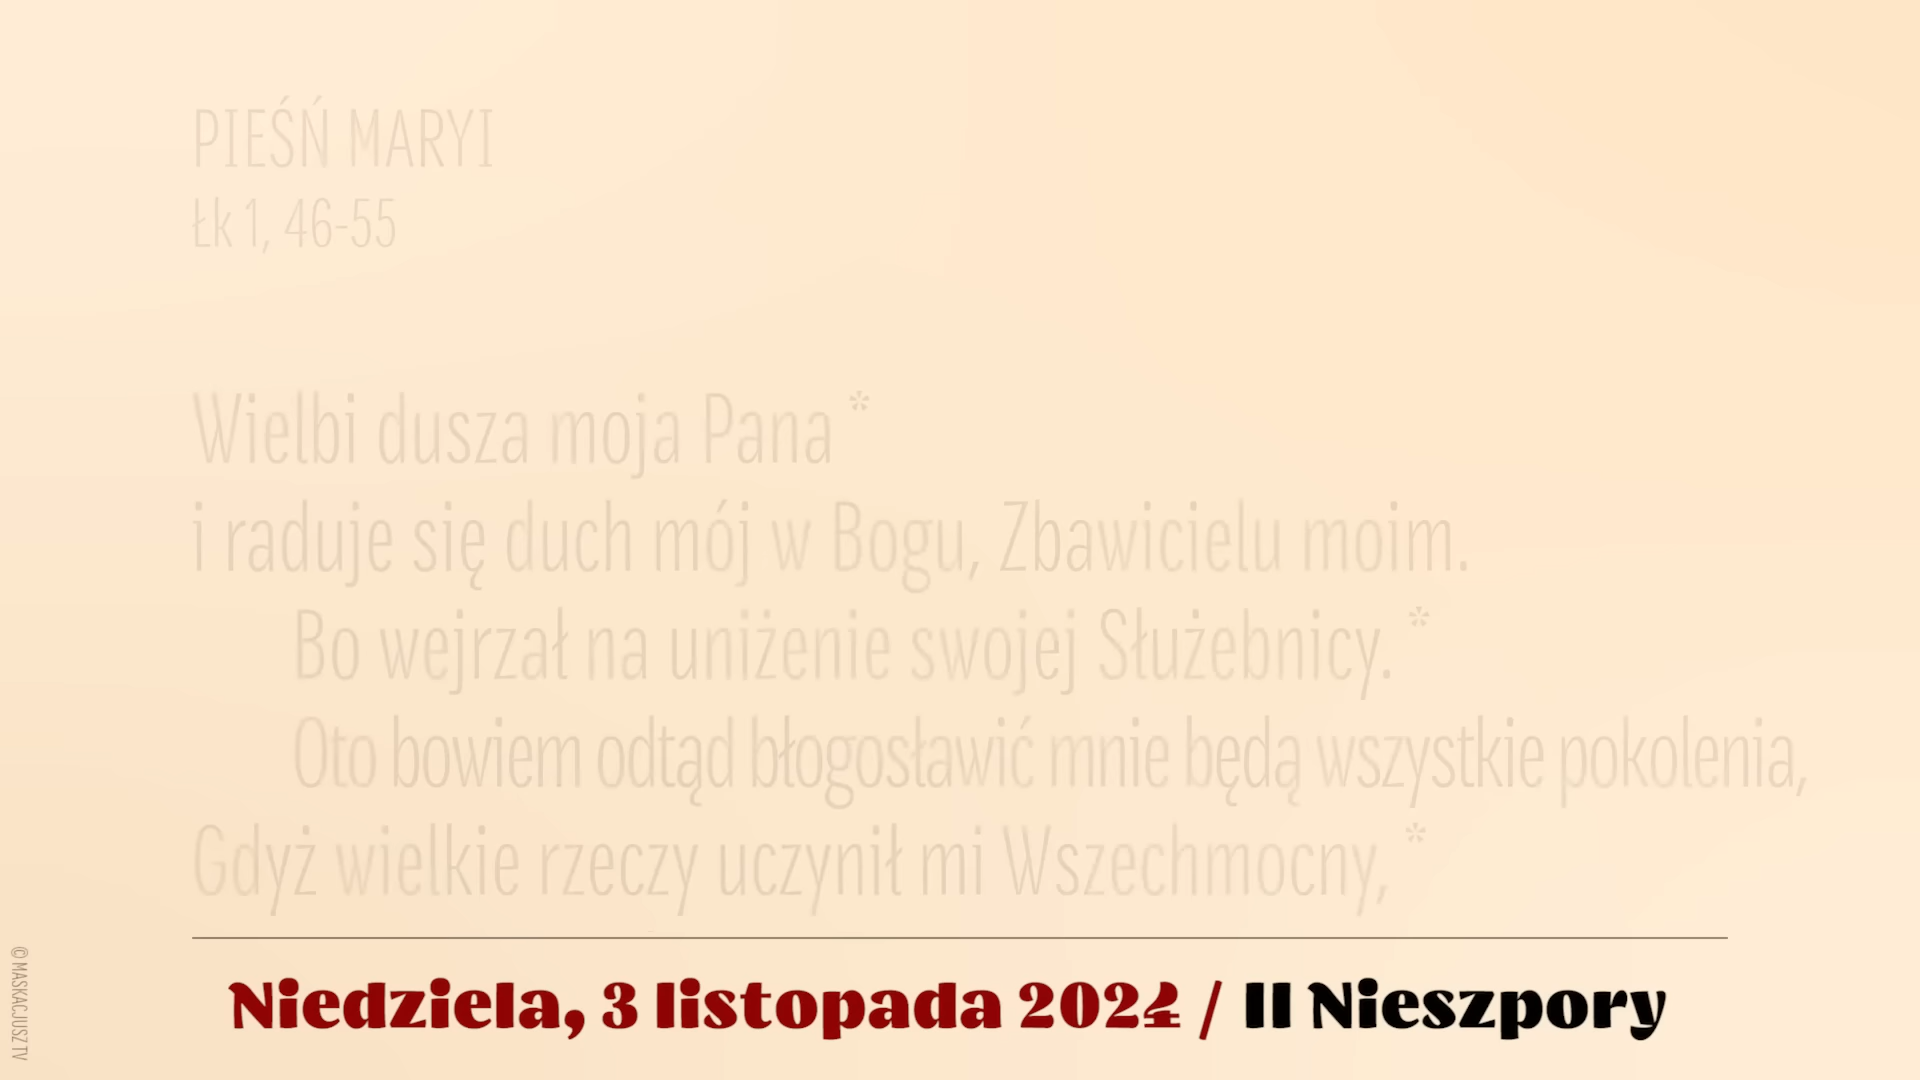 PIEŚŃ MARYI
Łk 1, 46-55
Wielbi dusza moja Pana *
i raduje się duch mój w Bogu, Zbawicielu moim.
Bo wejrzał na uniżenie swojej Służebnicy. *
Oto bowiem odtąd błogosławić mnie będą wszystkie pokolenia,
Gdyż wielkie rzeczy uczynił mi Wszechmocny, *
Niedziela, 3 listopada 2024 / II Nieszpory
© MASKACJUSZ TV